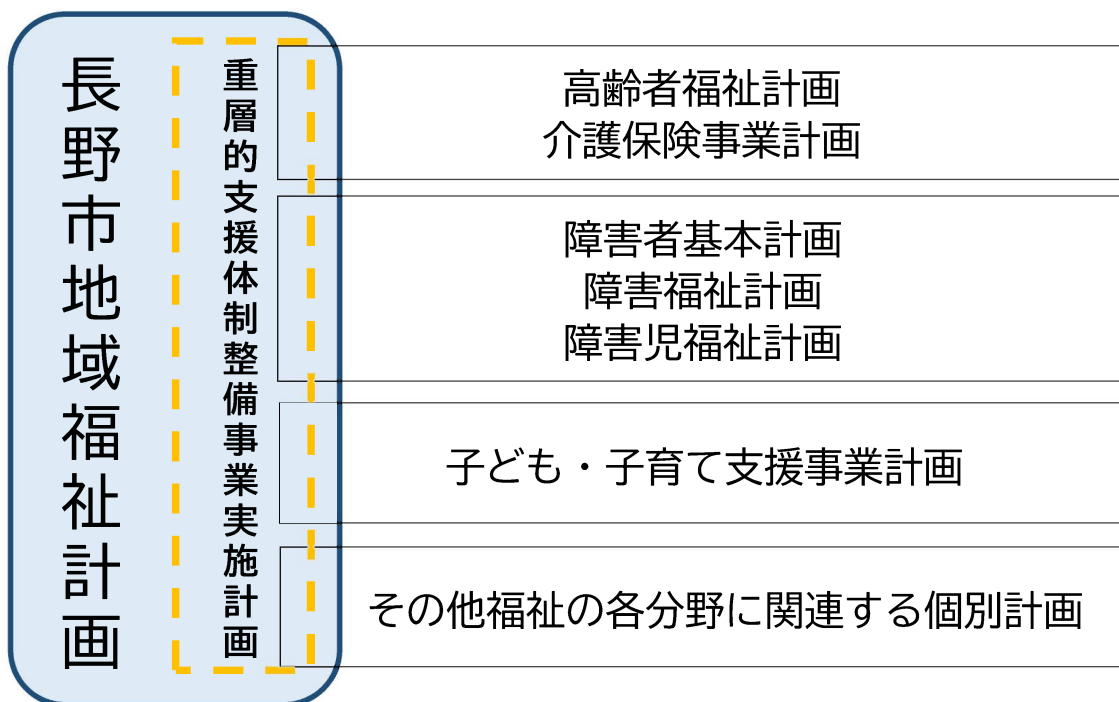 長野市地域福祉計画
重層的支援体制整備事業実施計画
高齢者福祉計画
介護保険事業計画
障害者基本計画
障害福祉計画
障害児福祉計画
子ども・子育て支援事業計画
その他福祉の各分野に関連する個別計画